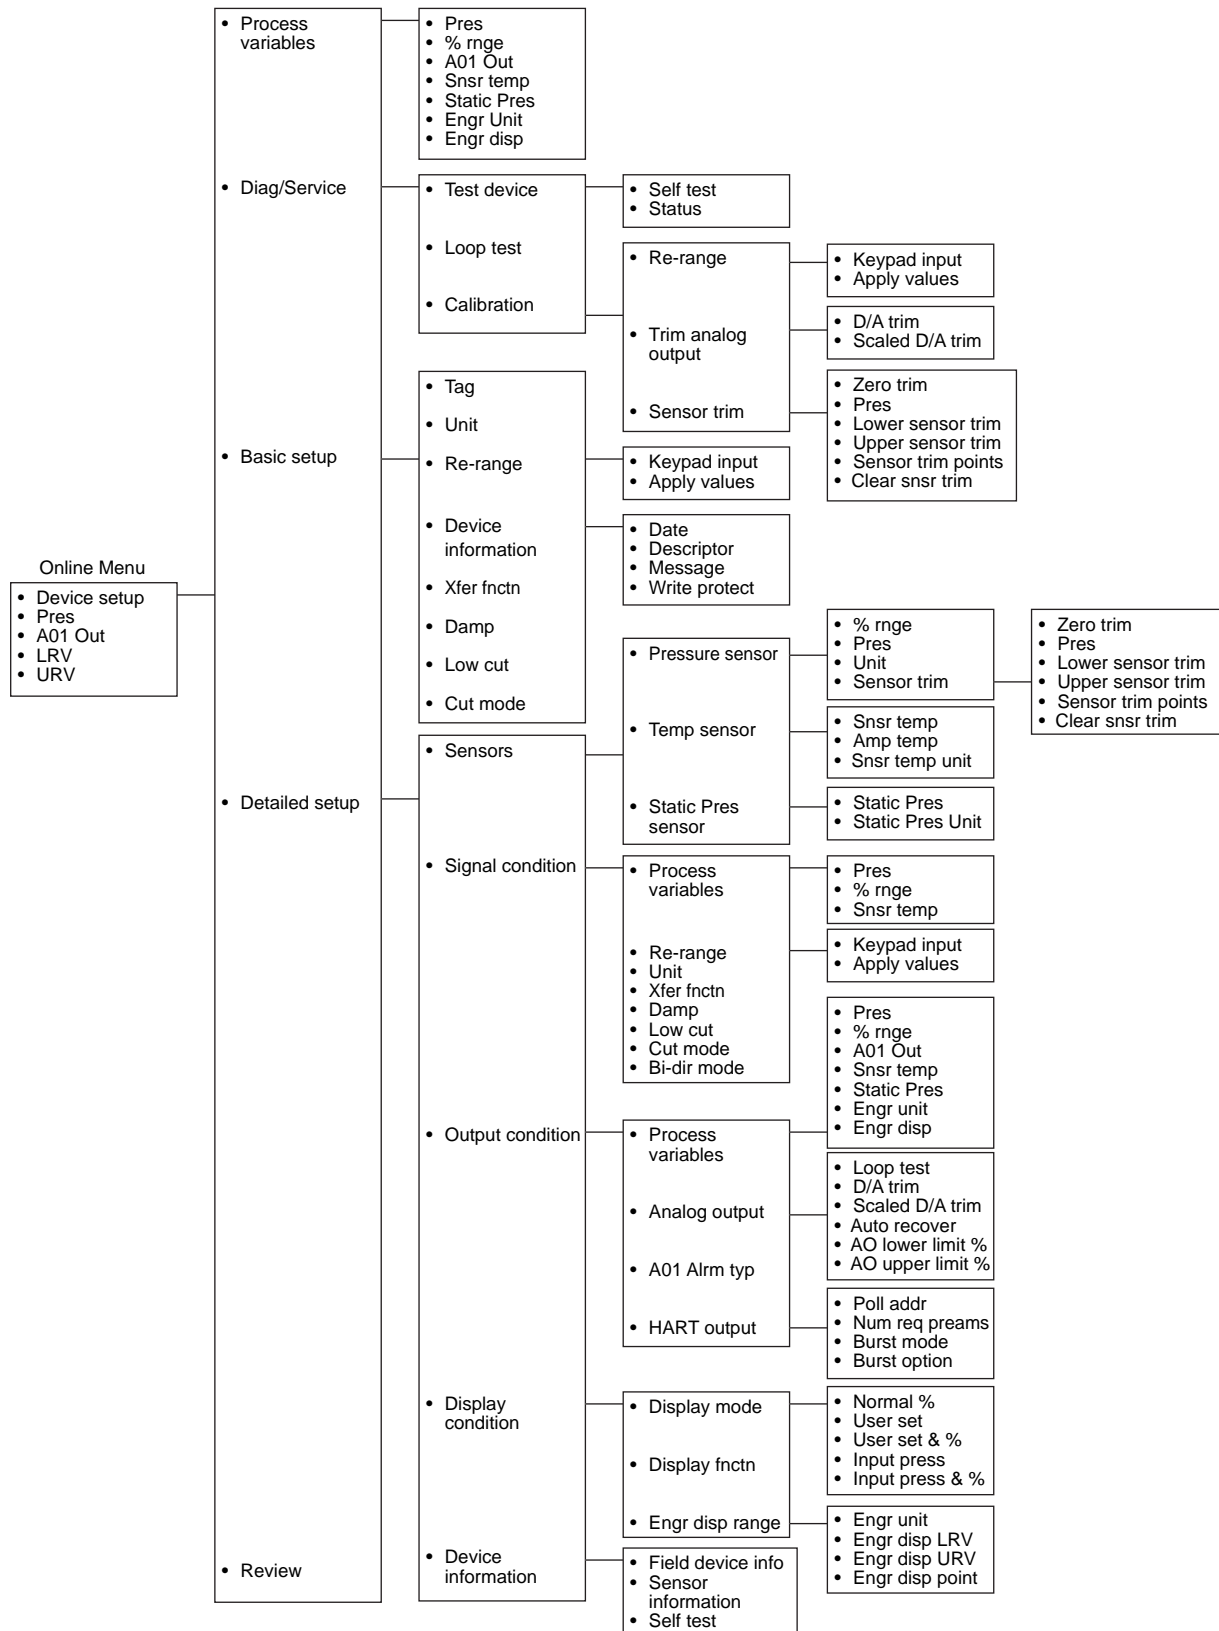 • Process
variables
• Pres
• % rnge
• A01 Out
• Snsr temp
• Static Pres
• Engr Unit
• Engr disp
• Diag/Service
• Test device
• Self test
• Status
• Loop test
• Calibration
• Re-range
• Keypad input
• Apply values
• Trim analog
output
• D/A trim
• Scaled D/A trim
• Sensor trim
• Zero trim
• Pres
• Lower sensor trim
• Upper sensor trim
• Sensor trim points
• Clear snsr trim
• Basic setup
• Tag
• Unit
• Re-range
• Keypad input
• Apply values
• Device
information
• Date
• Descriptor
• Message
• Write protect
• Xfer fnctn
• Damp
• Low cut
• Cut mode
Online Menu
• Device setup
• Pres
• A01 Out
• LRV
• URV
• Detailed setup
• Sensors
• Pressure sensor
• % rnge
• Pres
• Unit
• Sensor trim
• Zero trim
• Pres
• Lower sensor trim
• Upper sensor trim
• Sensor trim points
• Clear snsr trim
• Temp sensor
• Snsr temp
• Amp temp
• Snsr temp unit
• Static Pres
sensor
• Static Pres
• Static Pres Unit
• Signal condition
• Process
variables
• Pres
• % rnge
• Snsr temp
• Re-range
• Unit
• Xfer fnctn
• Damp
• Low cut
• Cut mode
• Bi-dir mode
• Keypad input
• Apply values
• Output condition
• Process
variables
• Pres
• % rnge
• A01 Out
• Snsr temp
• Static Pres
• Engr unit
• Engr disp
• Analog output
• Loop test
• D/A trim
• Scaled D/A trim
• Auto recover
• AO lower limit %
• AO upper limit %
• A01 Alrm typ
• HART output
• Poll addr
• Num req preams
• Burst mode
• Burst option
• Display
condition
• Display mode
• Normal %
• User set
• User set & %
• Input press
• Input press & %
• Display fnctn
• Engr disp range
• Engr unit
• Engr disp LRV
• Engr disp URV
• Engr disp point
• Device
information
• Field device info
• Sensor
information
• Self test
• Review